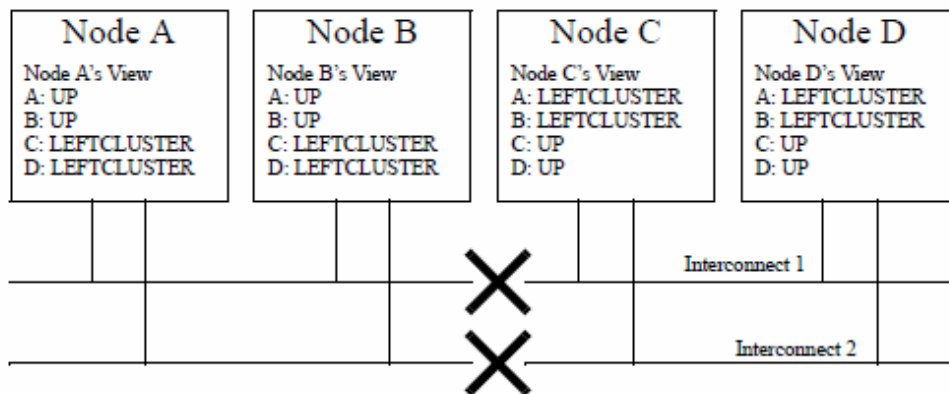 Node A
Node A's View
A: UP
B: UP
C: LEFTCLUSTER
D: LEFTCLUSTER
Node B
Node B's View
A: UP
B: UP
C: LEFTCLUSTER
D: LEFTCLUSTER
Node C
Node C's View
A: LEFTCLUSTER
B: LEFTCLUSTER
C: UP
D: UP
Node D
Node D's View
A: LEFTCLUSTER
B: LEFTCLUSTER
C: UP
D: UP
Interconnect 1
Interconnect 2